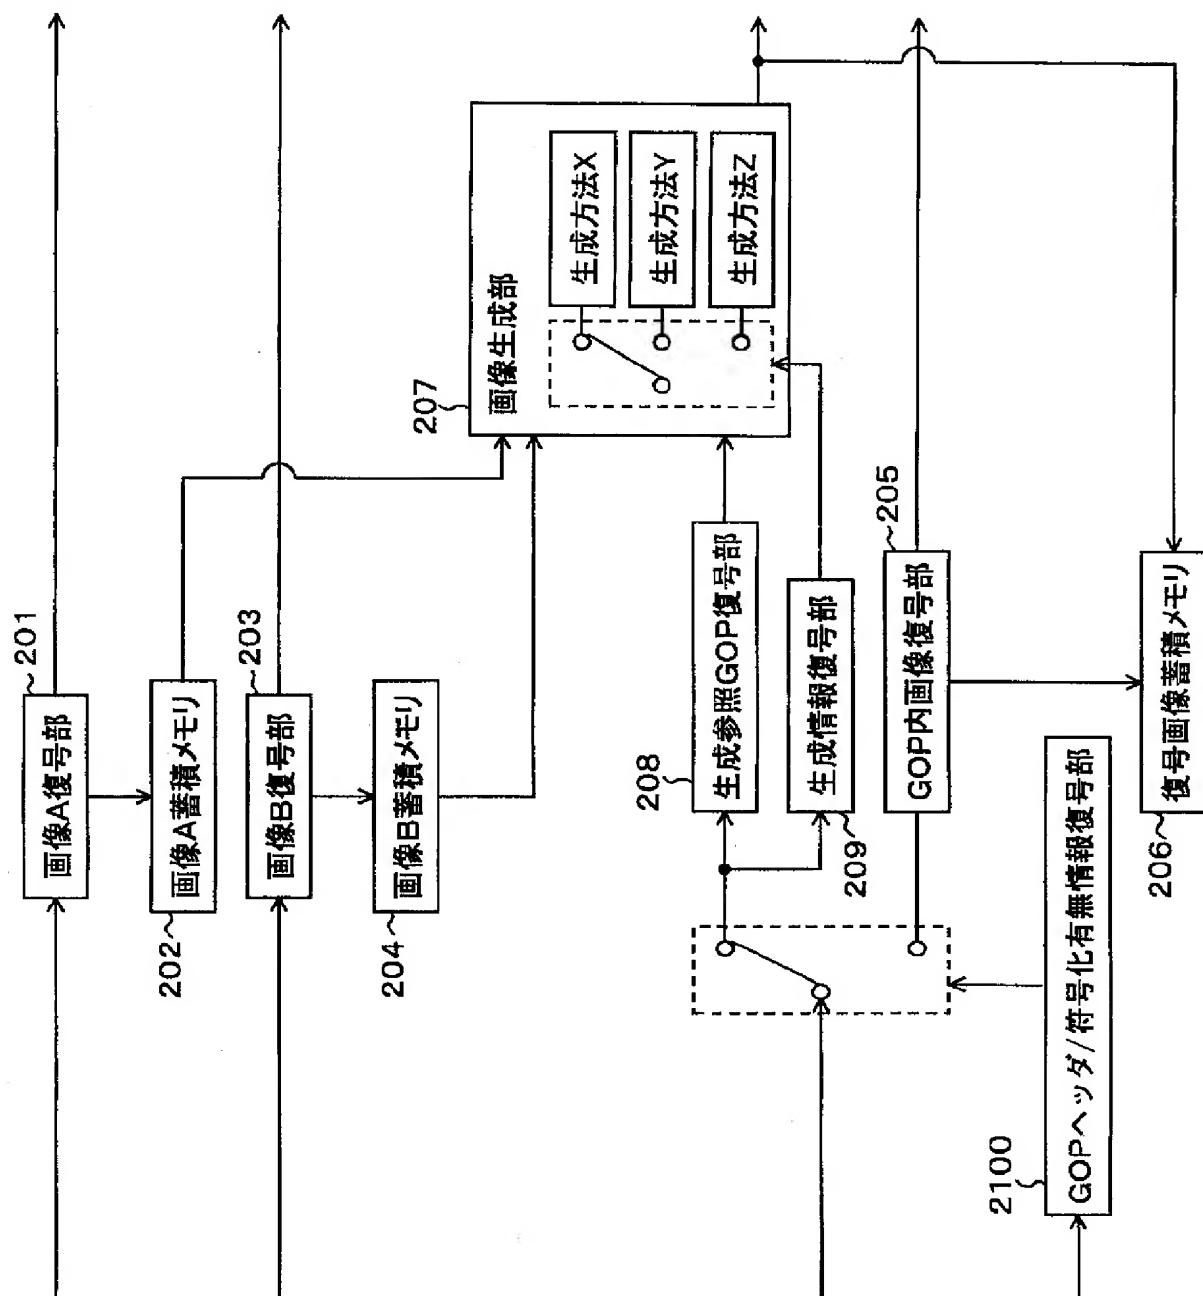 201
画像A復号部
202
画像A蓄積メモリ
203
画像B復号部
204
画像B蓄積メモリ
207
画像生成部
生成方法X
生成方法Y
生成方法Z
208
生成参照GOP復号部
209
生成情報復号部
205
GOP内画像復号部
2100
GOPヘッダ/符号化有無情報復号部
206
復号画像蓄積メモリ